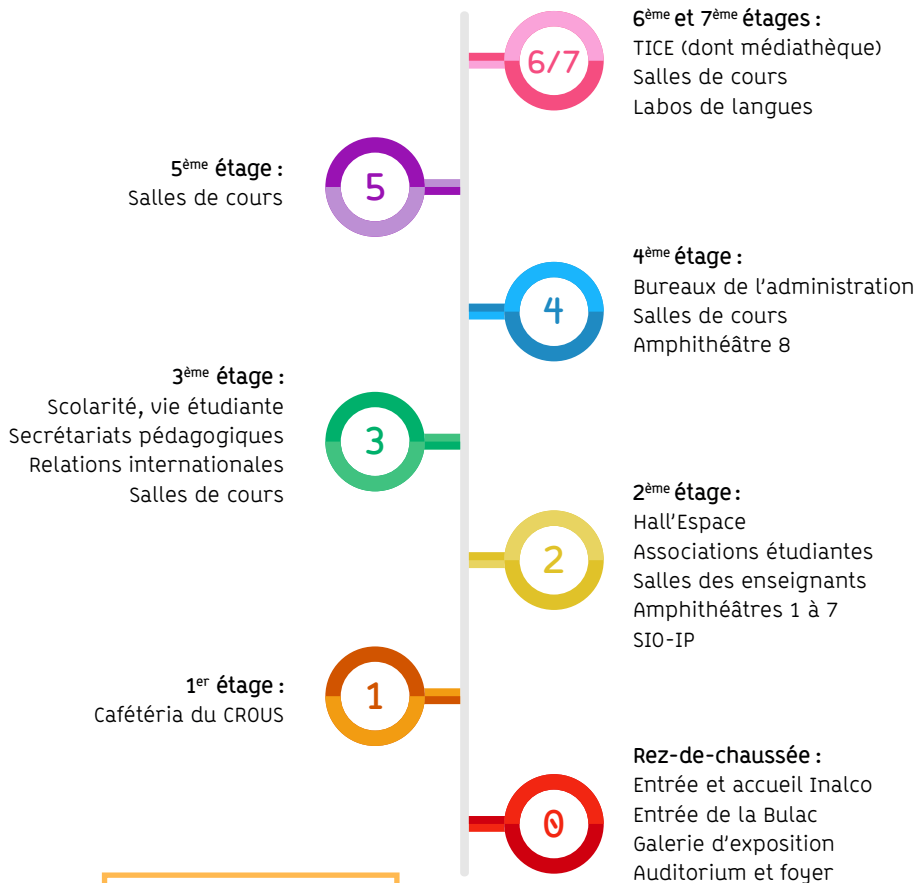 6ème et 7ème étages :
TICE (dont médiathèque)
Salles de cours
Labos de langues
6/7
5ème étage :
Salles de cours
5
4ème étage :
Bureaux de l'administration
Salles de cours
Amphithéâtre 8
4
3ème étage :
Scolarité, vie étudiante
Secrétariats pédagogiques
Relations internationales
Salles de cours
3
2ème étage :
Hall'Espace
Associations étudiantes
Salles des enseignants
Amphithéâtres 1 à 7
SIO-IP
2
1er étage :
Cafétéria du CROUS
1
Rez-de-chaussée :
Entrée et accueil Inalco
Entrée de la Bulac
Galerie d'exposition
Auditorium et foyer
0